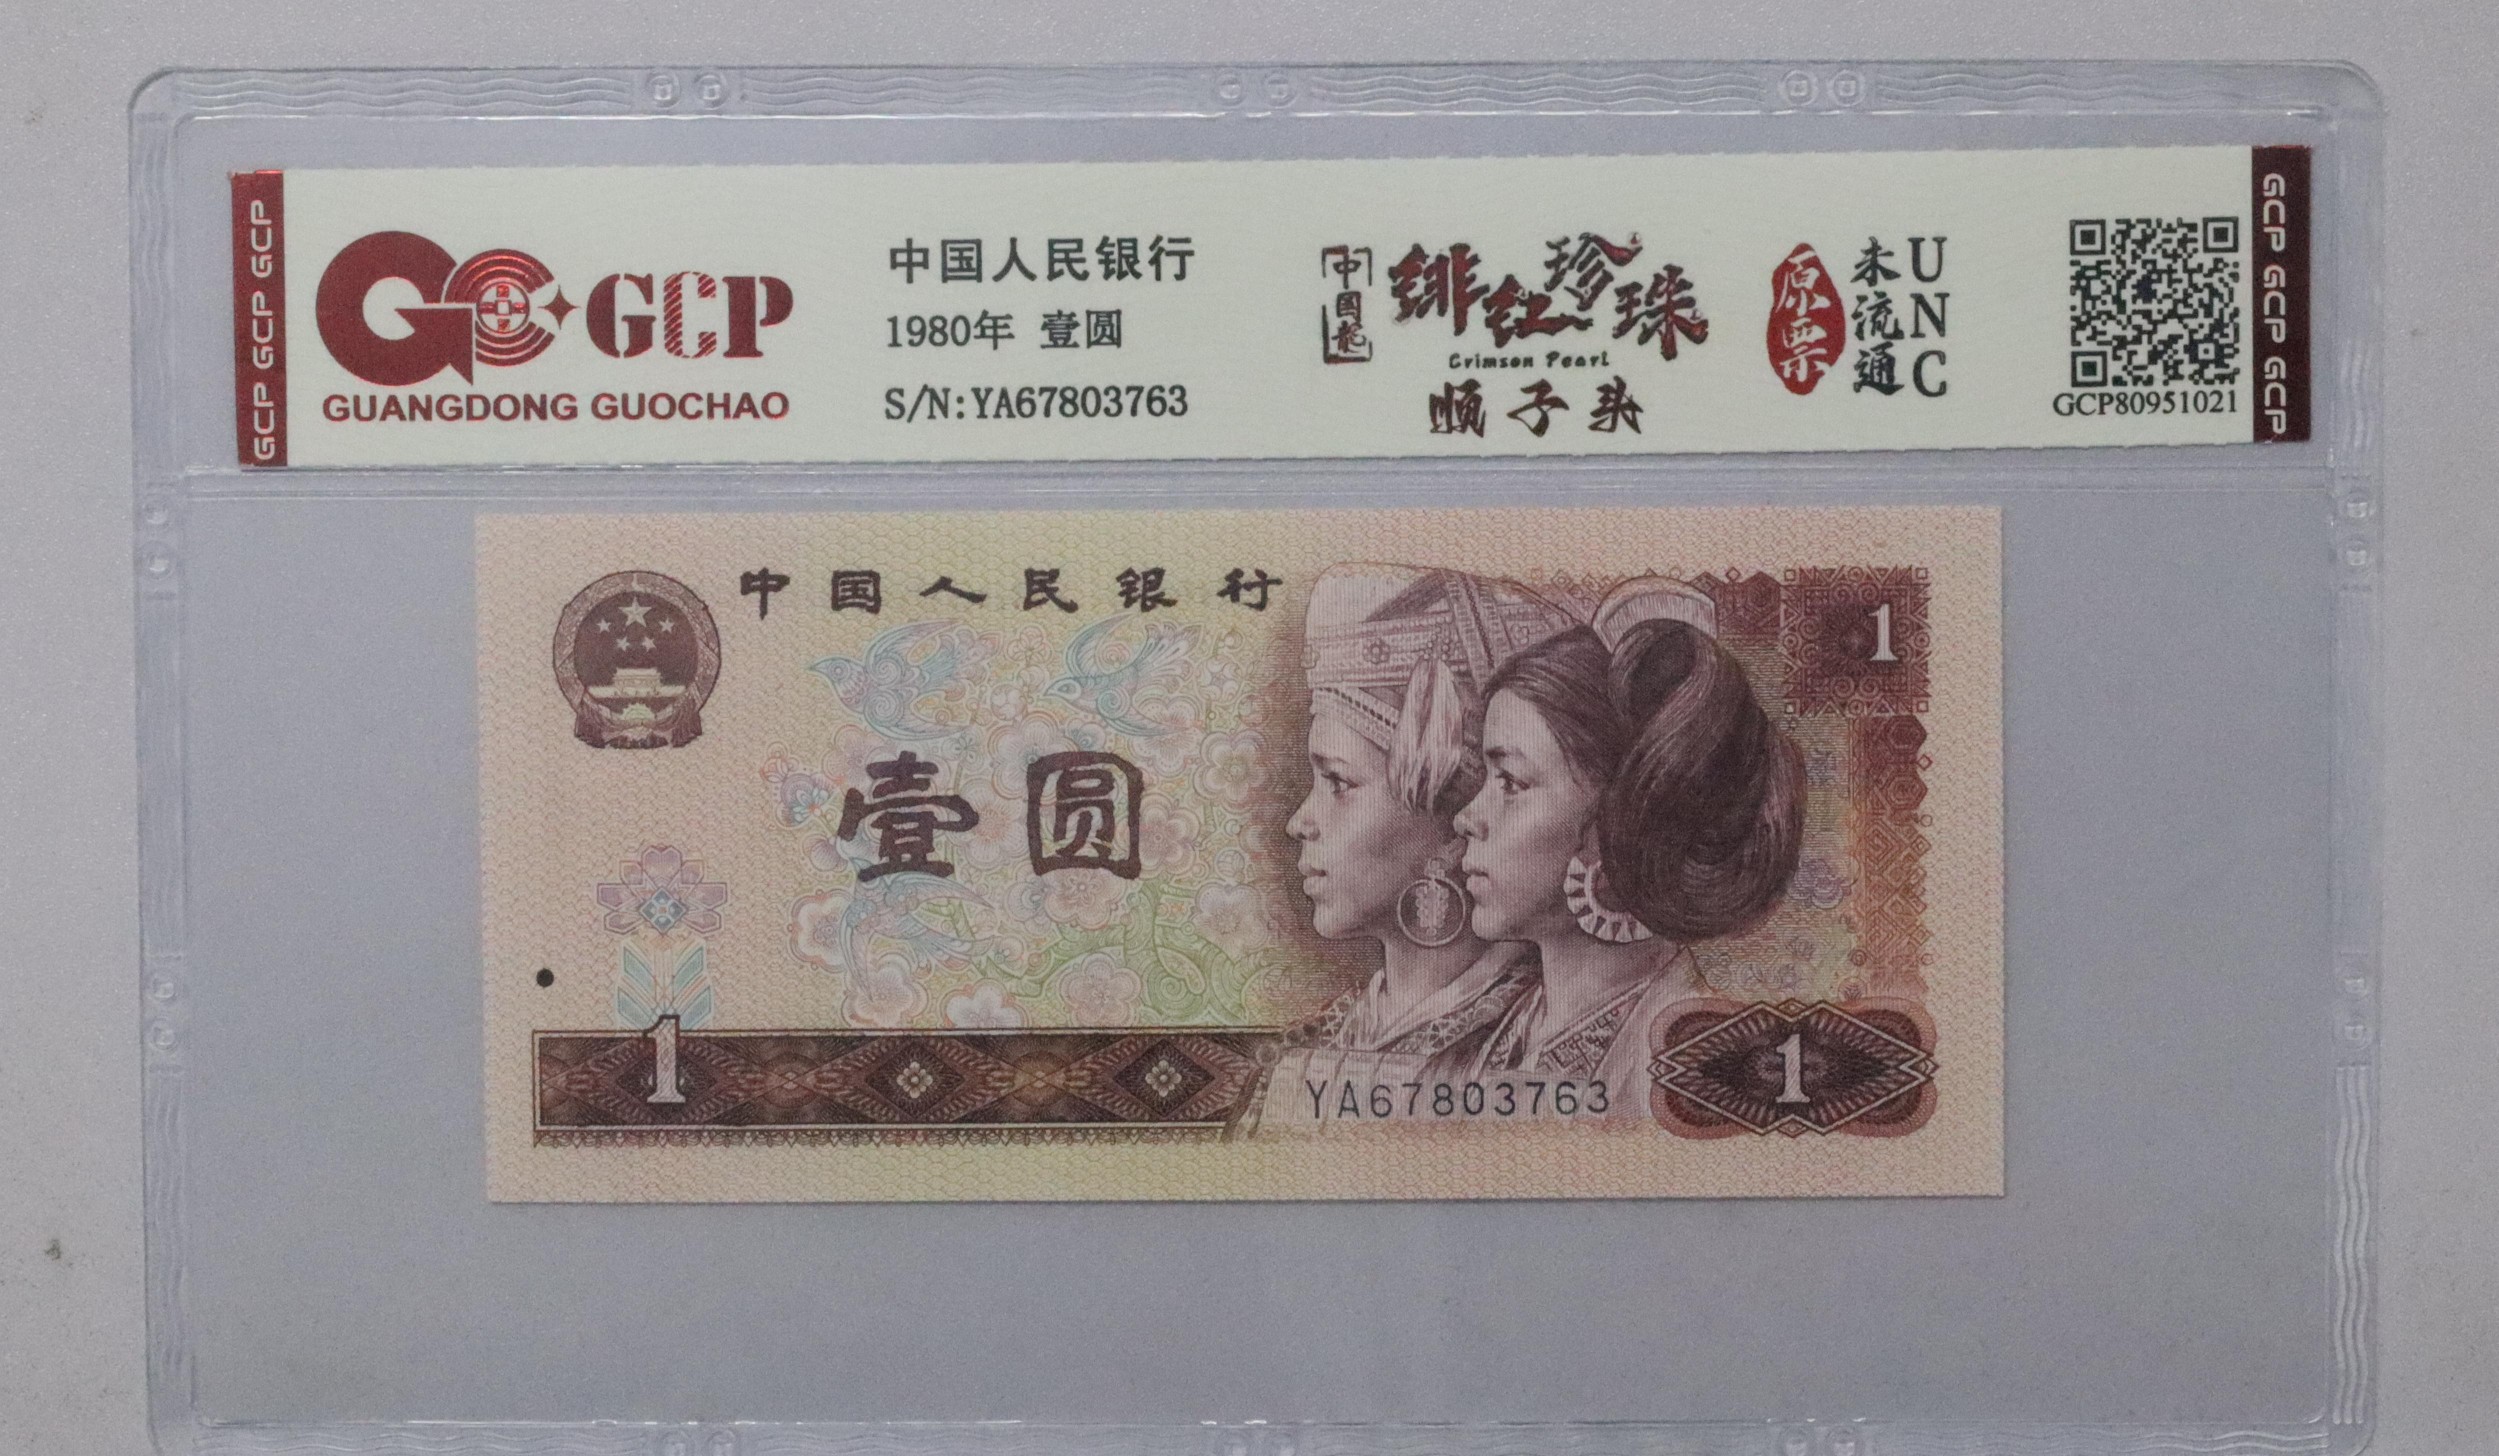 GCP GCP GCP
GCP
GUANGDONG GUOCHAO
中国人民银行
1980年 壹圆
S/N:YA67803763
中国龙
绯红珍珠
Crimson Pearl
顺子头
原票
未流通
UNC
GCP80951021
GCP GCP GCP
中国人民银行
1
壹圆
1
YA67803763
1